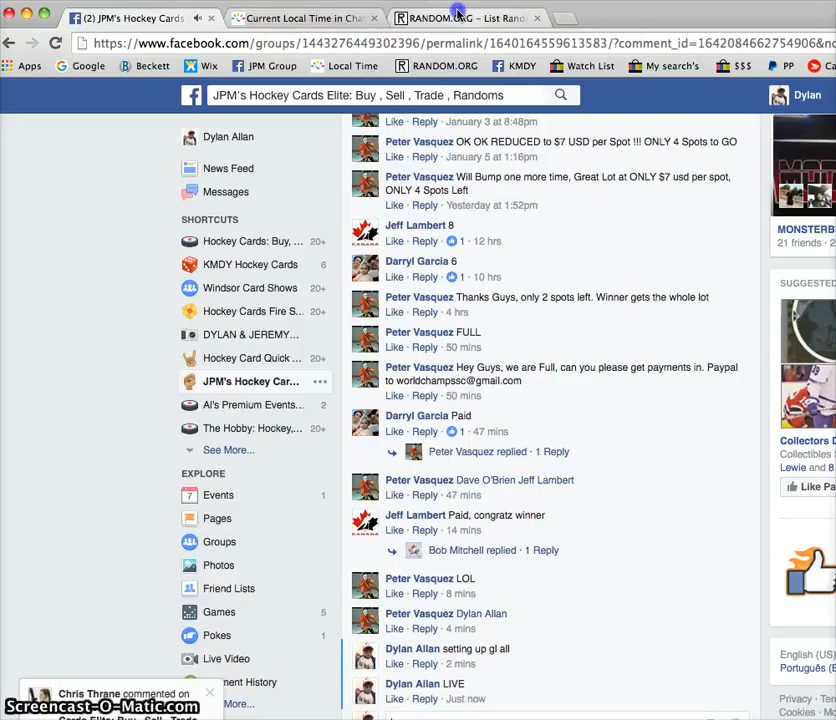 (2) JPM's Hockey Cards
Current Local Time in Cha
RANDOM.ORG - List Rand
https://www.facebook.com/groups/1443276449302396/permalink/1640164559613583/?comment_id=1642084662756906&no
Apps Google Beckett Wix JPM Group Local Time RANDOM.ORG KMDY Watch List My search's $$$ PP Ca
JPM's Hockey Cards Elite: Buy , Sell , Trade , Randoms
Dylan
Dylan Allan
News Feed
Messages
SHORTCUTS
Hockey Cards: Buy, ... 20+
KMDY Hockey Cards 6
Windsor Card Shows
Hockey Cards Fire S... 20+
DYLAN & JEREMY'...
Hockey Card Quick ... 20+
JPM's Hockey Car...
Al's Premium Events... 2
The Hobby: Hockey,... 20+
See More...
EXPLORE
Events 1
Pages
Groups
Photos
Friend Lists
Games 5
Pokes 1
Live Video
ment History
ore...
Chris Thrane commented on
Screencast-O-Matic.com
Like · Reply · January 3 at 8:48pm
Peter Vasquez OK OK REDUCED to $7 USD per Spot !!! ONLY 4 Spots to GO
Like · Reply · January 5 at 1:16pm
Peter Vasquez Will Bump one more time, Great Lot at ONLY $7 usd per spot,
ONLY 4 Spots Left
Like · Reply · Yesterday at 1:52pm
Jeff Lambert 8
Like · Reply · 1 · 12 hrs
Darryl Garcia 6
Like · Reply · 1 · 10 hrs
Peter Vasquez Thanks Guys, only 2 spots left. Winner gets the whole lot
Like · Reply · 4 hrs
Peter Vasquez FULL
Like · Reply · 50 mins
Peter Vasquez Hey Guys, we are Full, can you please get payments in. Paypal
to worldchampssc@gmail.com
Like · Reply · 50 mins
Darryl Garcia Paid
Like · Reply · 1 · 47 mins
Peter Vasquez replied · 1 Reply
Peter Vasquez Dave O'Brien Jeff Lambert
Like · Reply · 47 mins
Jeff Lambert Paid, congratz winner
Like · Reply · 14 mins
Bob Mitchell replied · 1 Reply
Peter Vasquez LOL
Like · Reply · 8 mins
Peter Vasquez Dylan Allan
Like · Reply · 4 mins
Dylan Allan setting up gl all
Like · Reply · 2 mins
Dylan Allan LIVE
Like · Reply · Just now
MONSTERB
21 friends · 2
SUGGESTED
Collectors D
Collectibles
Lewie and 8
Like Pa
English (US)
Português (B
Privacy · Terms
Cookies · Mor